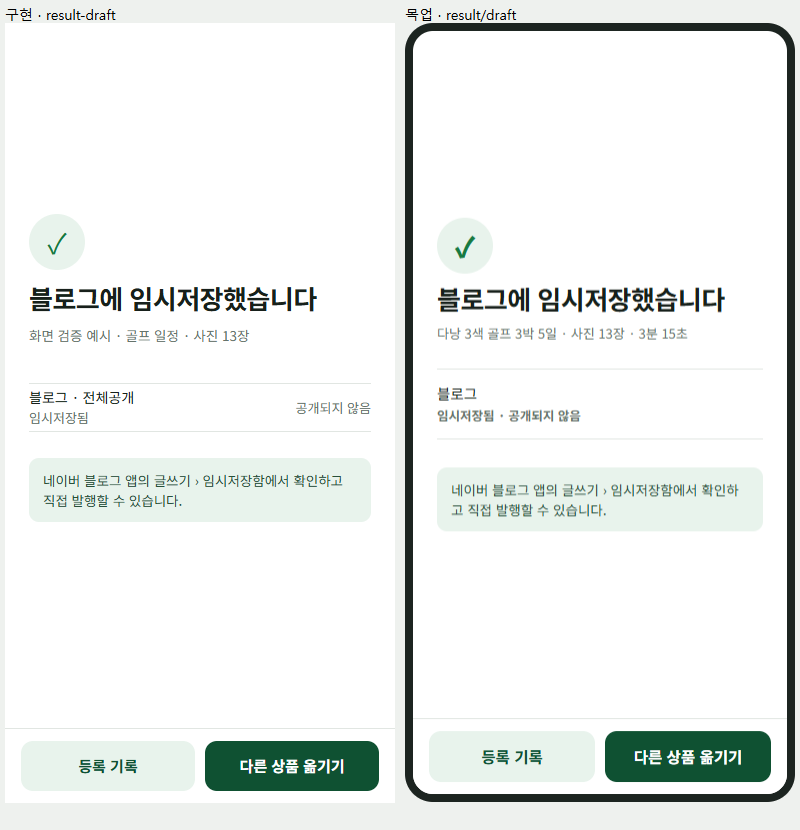 구현 · result-draft
블로그에 임시저장했습니다
화면 검증 예시 · 골프 일정 · 사진 13장
블로그 · 전체공개
임시저장됨
공개되지 않음
네이버 블로그 앱의 글쓰기 › 임시저장함에서 확인하고
직접 발행할 수 있습니다.
등록 기록
다른 상품 옮기기
목업 · result/draft
블로그에 임시저장했습니다
다낭 3색 골프 3박 5일 · 사진 13장 · 3분 15초
블로그
임시저장됨 · 공개되지 않음
네이버 블로그 앱의 글쓰기 › 임시저장함에서 확인하
고 직접 발행할 수 있습니다.
등록 기록
다른 상품 옮기기